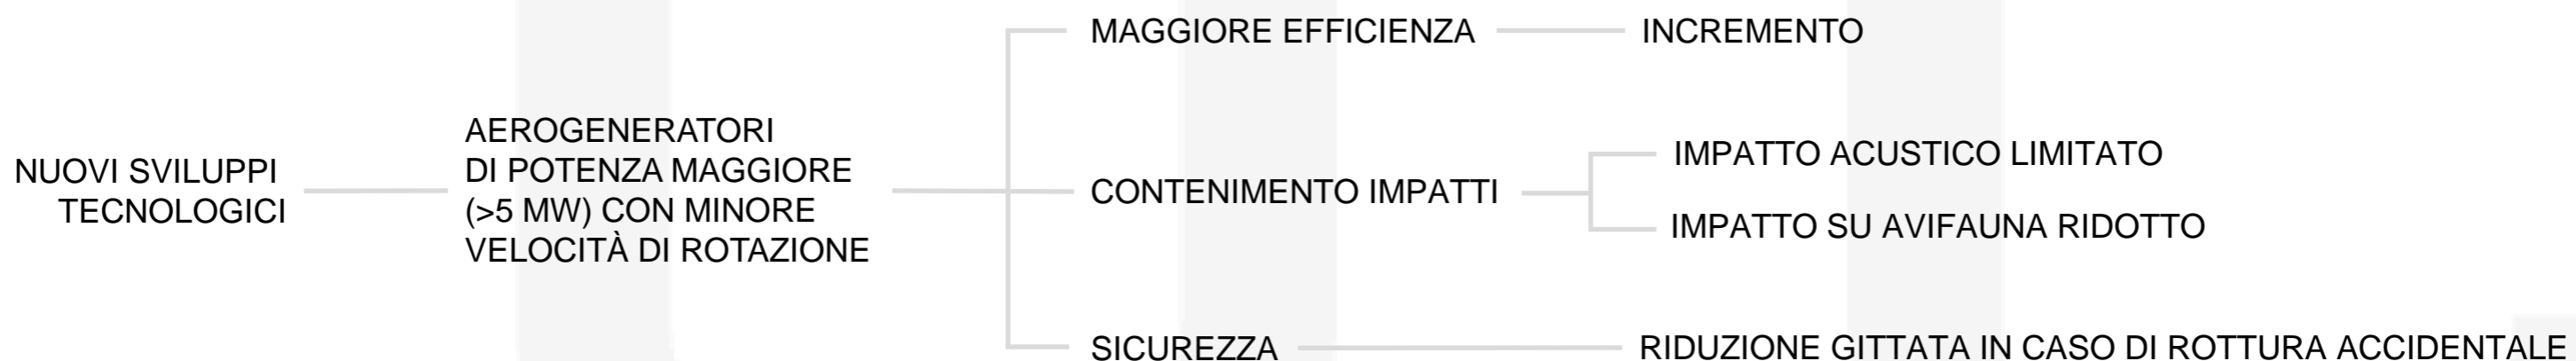 NUOVI SVILUPPI
TECNOLOGICI
AEROGENERATORI
DI POTENZA MAGGIORE
(>5 MW) CON MINORE
VELOCITÀ DI ROTAZIONE
MAGGIORE EFFICIENZA
INCREMENTO
CONTENIMENTO IMPATTI
IMPATTO ACUSTICO LIMITATO
IMPATTO SU AVIFAUNA RIDOTTO
SICUREZZA
RIDUZIONE GITTATA IN CASO DI ROTTURA ACCIDENTALE